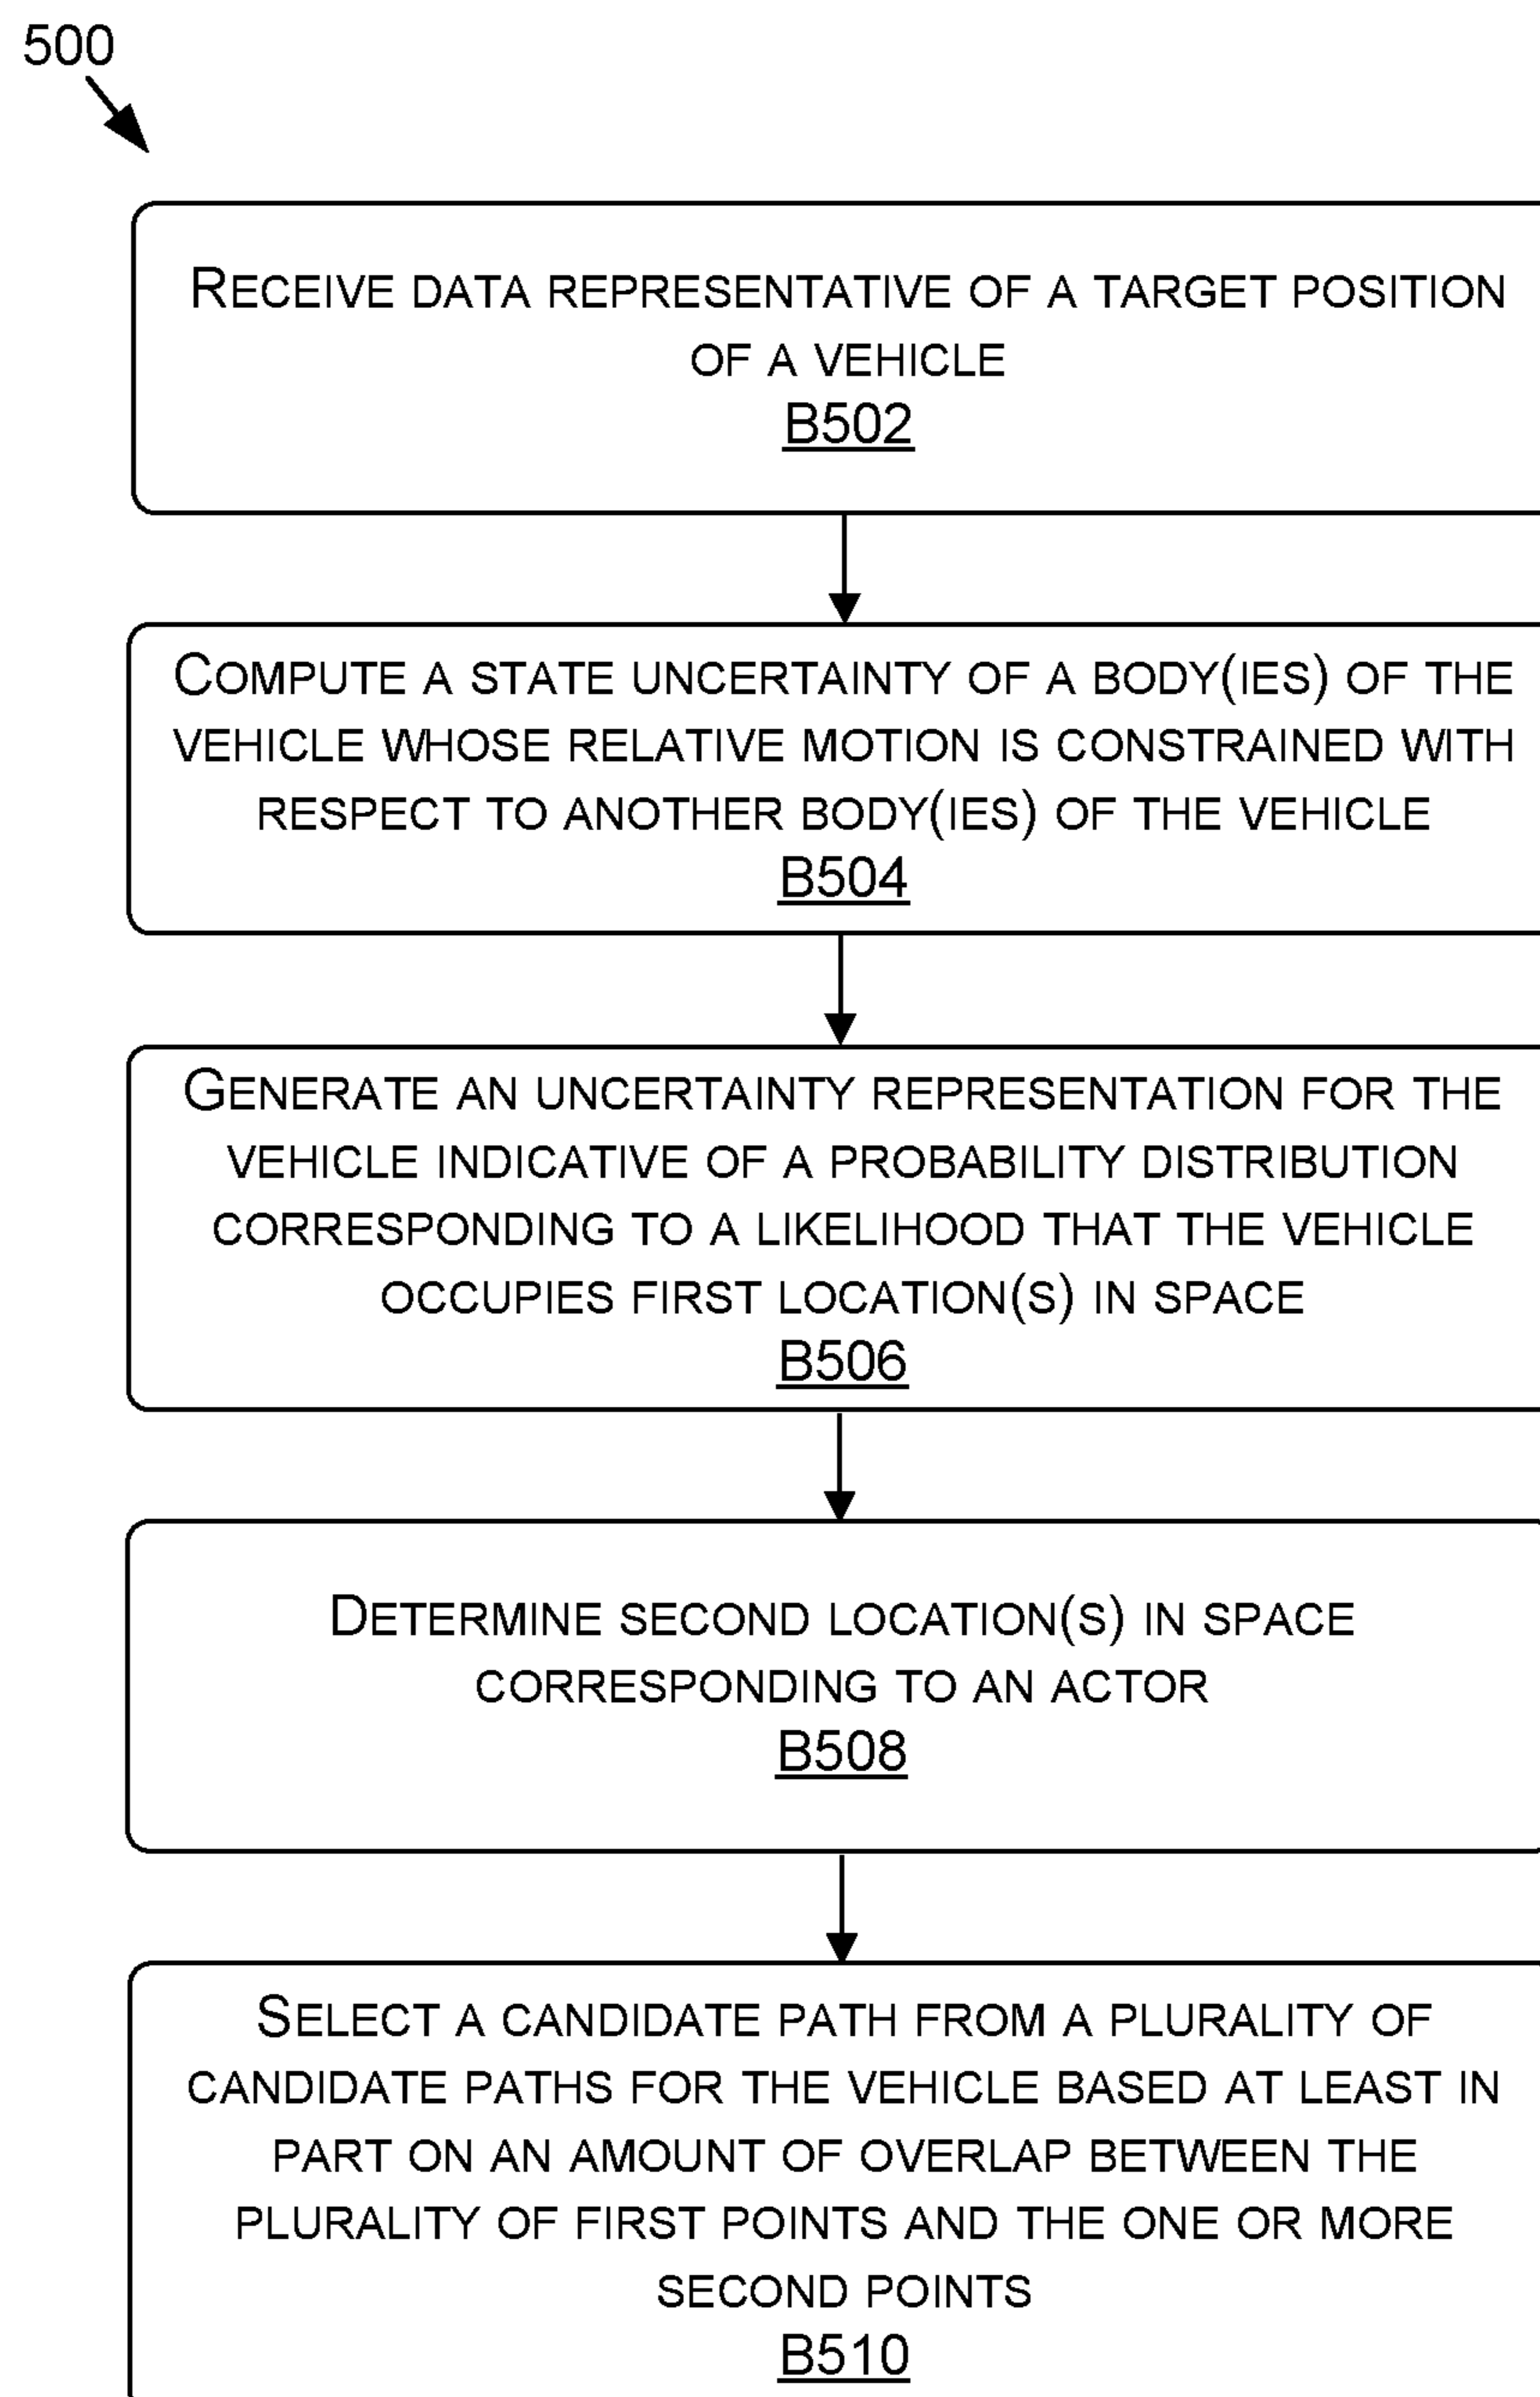 500
RECEIVE DATA REPRESENTATIVE OF A TARGET POSITION
OF A VEHICLE
B502
COMPUTE A STATE UNCERTAINTY OF A BODY(IES) OF THE
VEHICLE WHOSE RELATIVE MOTION IS CONSTRAINED WITH
RESPECT TO ANOTHER BODY(IES) OF THE VEHICLE
B504
GENERATE AN UNCERTAINTY REPRESENTATION FOR THE
VEHICLE INDICATIVE OF A PROBABILITY DISTRIBUTION
CORRESPONDING TO A LIKELIHOOD THAT THE VEHICLE
OCCUPIES FIRST LOCATION(S) IN SPACE
B506
DETERMINE SECOND LOCATION(S) IN SPACE
CORRESPONDING TO AN ACTOR
B508
SELECT A CANDIDATE PATH FROM A PLURALITY OF
CANDIDATE PATHS FOR THE VEHICLE BASED AT LEAST IN
PART ON AN AMOUNT OF OVERLAP BETWEEN THE
PLURALITY OF FIRST POINTS AND THE ONE OR MORE
SECOND POINTS
B510